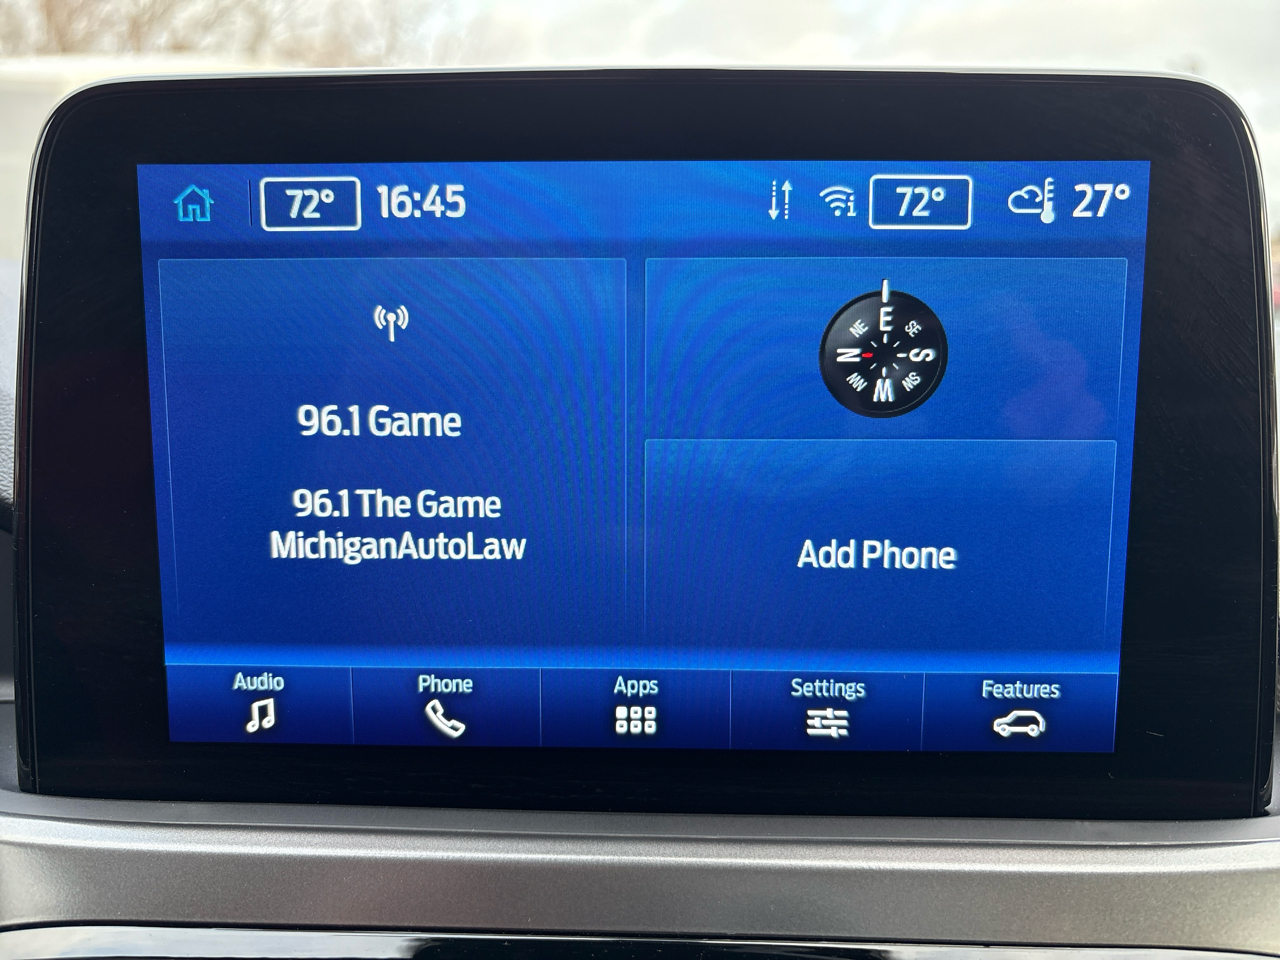 72° 16:45 72° 27°
96.1 Game
96.1 The Game
MichiganAutoLaw
E
NE SE
N S
NW SW
W
Add Phone
Audio Phone Apps Settings Features